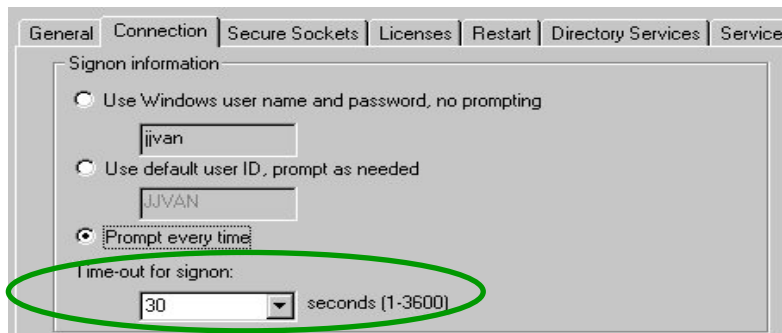 General Connection Secure Sockets Licenses Restart Directory Services Service
Signon information
Use Windows user name and password, no prompting
jjvan
Use default user ID, prompt as needed
JJVAN
Prompt every time
Time-out for signon:
30 seconds (1-3600)